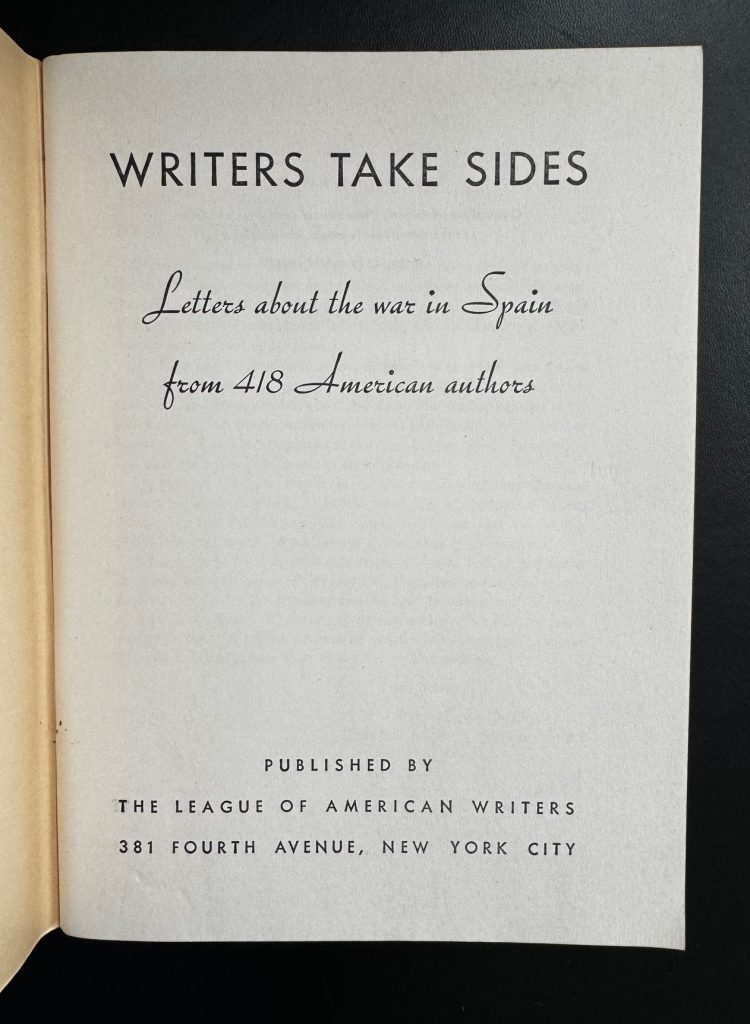 WRITERS TAKE SIDES
Letters about the war in Spain
from 418 American authors
PUBLISHED BY
THE LEAGUE OF AMERICAN WRITERS
381 FOURTH AVENUE, NEW YORK CITY